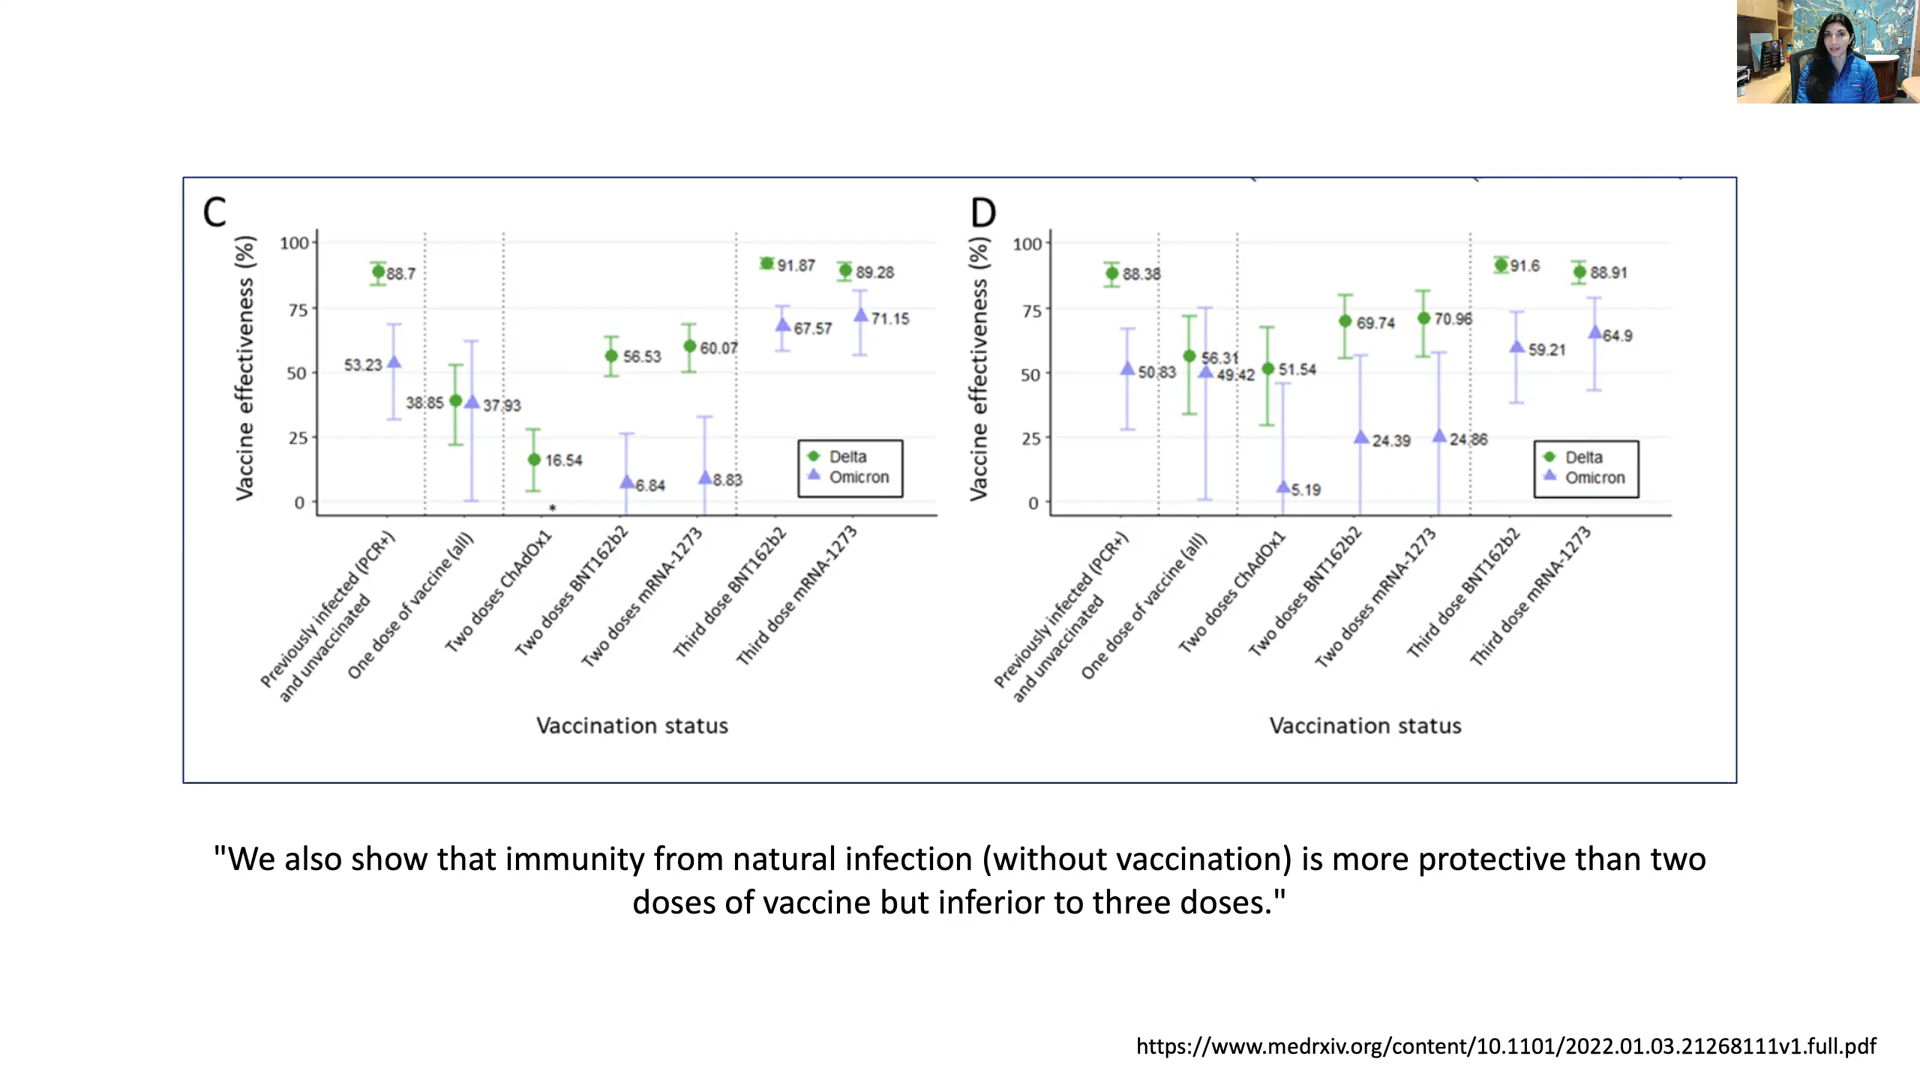 C
Vaccine effectiveness (%)
100
75
50
25
0
88.7
53.23
38.85
37.93
16.54
*
56.53
6.84
60.07
8.83
91.87
67.57
89.28
71.15
Delta
Omicron
Previously infected (PCR+)
and unvaccinated
One dose of vaccine (all)
Two doses ChAdOx1
Two doses BNT162b2
Two doses mRNA-1273
Third dose BNT162b2
Third dose mRNA-1273
Vaccination status
D
Vaccine effectiveness (%)
100
75
50
25
0
88.38
50.83
56.31
49.42
51.54
5.19
69.74
24.39
70.96
24.86
91.6
59.21
88.91
64.9
Delta
Omicron
Previously infected (PCR+)
and unvaccinated
One dose of vaccine (all)
Two doses ChAdOx1
Two doses BNT162b2
Two doses mRNA-1273
Third dose BNT162b2
Third dose mRNA-1273
Vaccination status
"We also show that immunity from natural infection (without vaccination) is more protective than two
doses of vaccine but inferior to three doses."
https://www.medrxiv.org/content/10.1101/2022.01.03.21268111v1.full.pdf